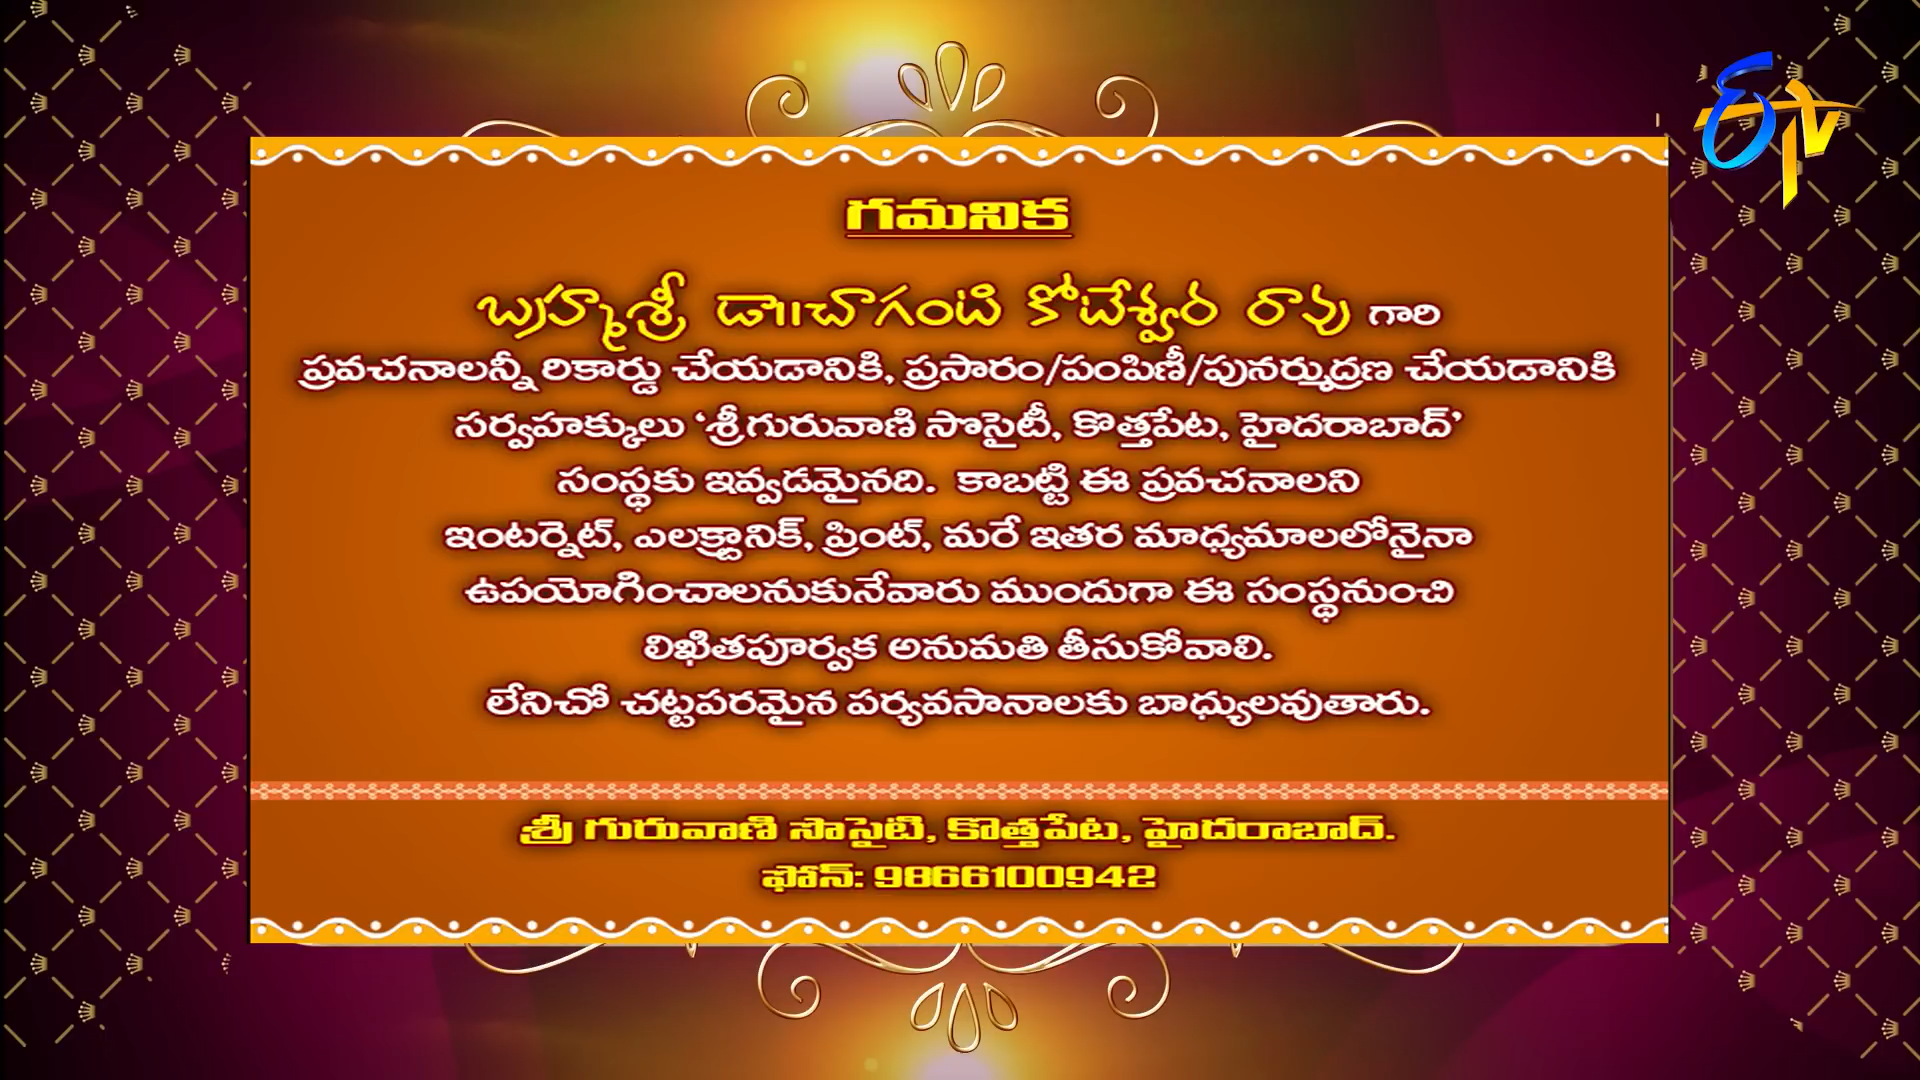 ఈtv
గమనిక
బ్రహ్మశ్రీ డా॥చాగంటి కోటేశ్వర రావు గారి
ప్రవచనాలన్నీ రికార్డు చేయడానికి, ప్రసారం/పంపిణీ/పునర్ముద్రణ చేయడానికి
సర్వహక్కులు ‘శ్రీగురువాణి సొసైటీ, కొత్తపేట, హైదరాబాద్’
సంస్థకు ఇవ్వడమైనది. కాబట్టి ఈ ప్రవచనాలని
ఇంటర్నెట్, ఎలక్ట్రానిక్, ప్రింట్, మరే ఇతర మాధ్యమాలలోనైనా
ఉపయోగించాలనుకునేవారు ముందుగా ఈ సంస్థనుంచి
లిఖితపూర్వక అనుమతి తీసుకోవాలి.
లేనిచో చట్టపరమైన పర్యవసానాలకు బాధ్యులవుతారు.
శ్రీ గురువాణి సొసైటి, కొత్తపేట, హైదరాబాద్.
ఫోన్: 9866100942